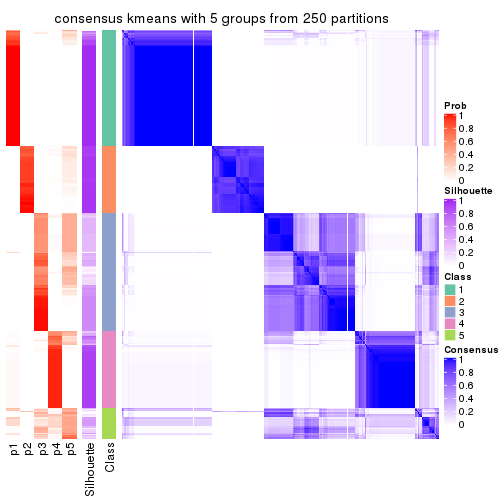 consensus kmeans with 5 groups from 250 partitions
Prob
1
0.8
0.6
0.4
0.2
0
Silhouette
1
0.8
0.6
0.4
0.2
0
Class
1
2
3
4
5
Consensus
1
0.8
0.6
0.4
0.2
0
p1
p2
p3
p4
p5
Silhouette
Class